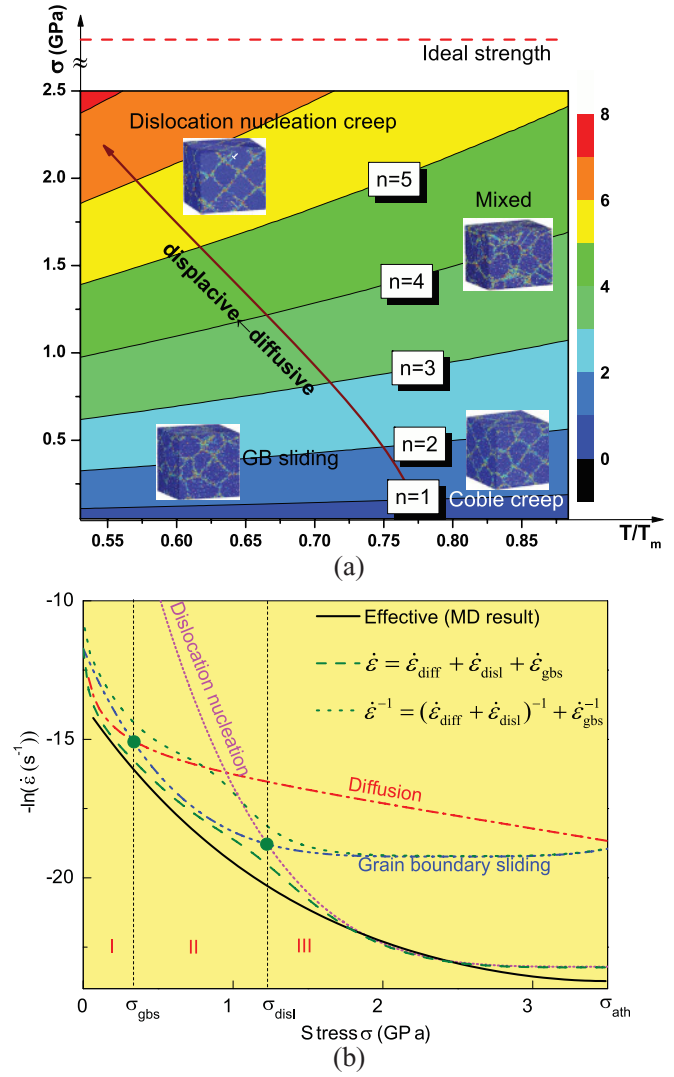 σ (GPa)
Ideal strength
2.5
2.0
1.5
1.0
0.5
Dislocation nucleation creep
n=5
Mixed
displacive←diffusive
n=4
n=3
n=2
GB sliding
n=1
Coble creep
8
6
4
2
0
0.55 0.60 0.65 0.70 0.75 0.80 0.85 T/Tₘ
(a)
-10
-15
-20
-ln(ε̇ (s⁻¹))
Dislocation nucleation
Effective (MD result)
ε̇ = ε̇diff + ε̇disl + ε̇gbs
ε̇⁻¹ = (ε̇diff + ε̇disl)⁻¹ + ε̇gbs⁻¹
Diffusion
Grain boundary sliding
I II III
0 σgbs 1 σdisl 2 3 σath
Stress σ (GPa)
(b)